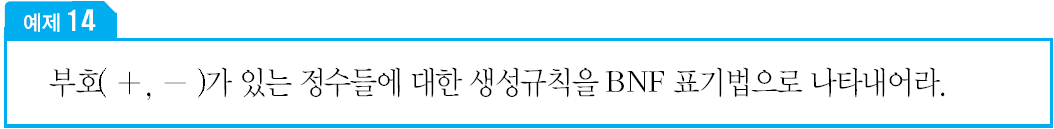 예제 14
부호( +, − )가 있는 정수들에 대한 생성규칙을 BNF 표기법으로 나타내어라.